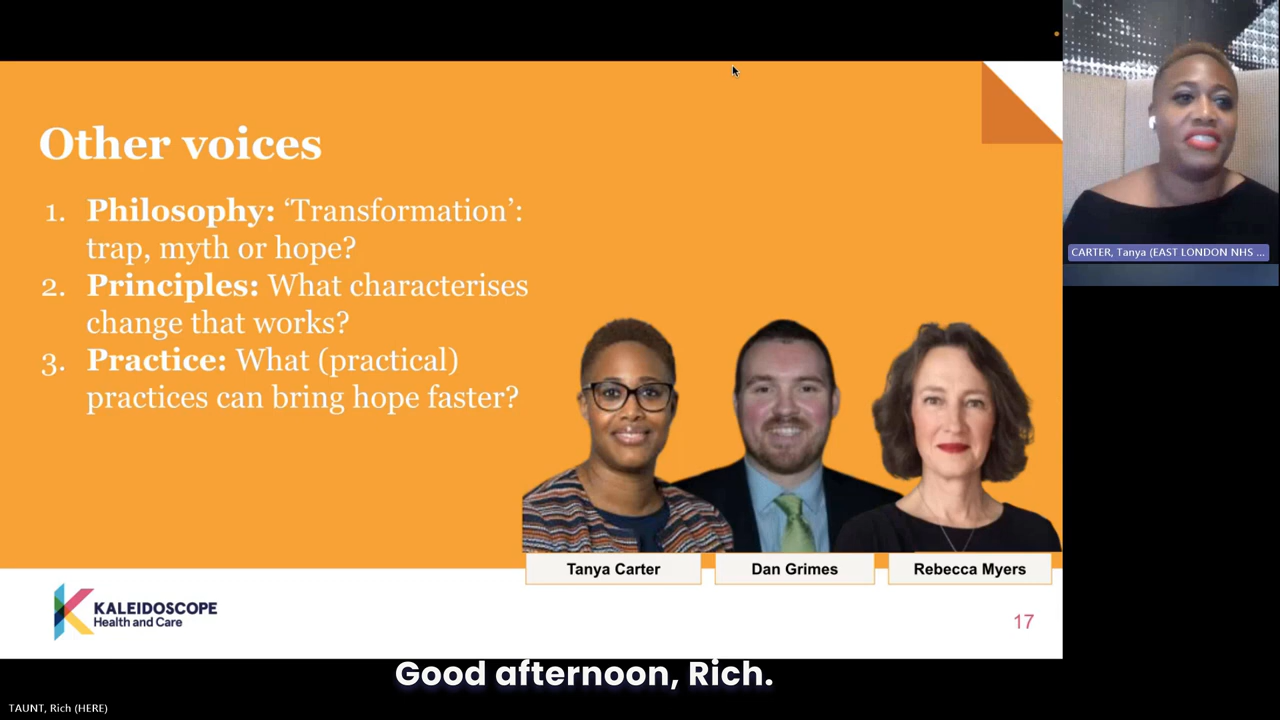 Other voices
1. Philosophy: ‘Transformation’:
trap, myth or hope?
2. Principles: What characterises
change that works?
3. Practice: What (practical)
practices can bring hope faster?
Tanya Carter
Dan Grimes
Rebecca Myers
KALEIDOSCOPE
Health and Care
17
CARTER, Tanya (EAST LONDON NHS ...
Good afternoon, Rich.
TAUNT, Rich (HERE)